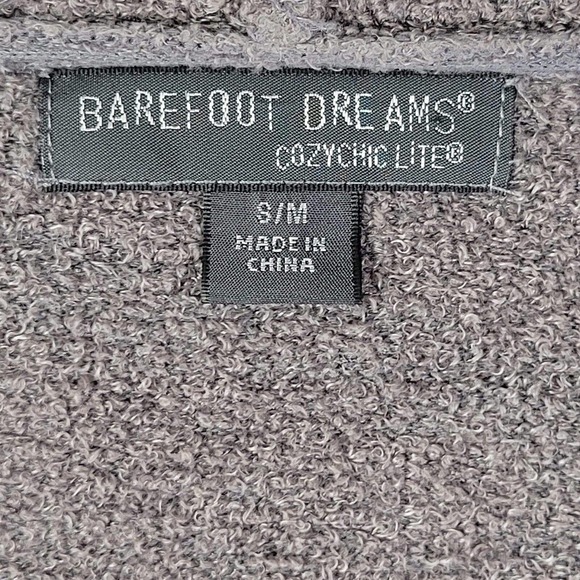 BAREFOOT DREAMS®
COZYCHIC LITE®
S/M
MADE IN
CHINA